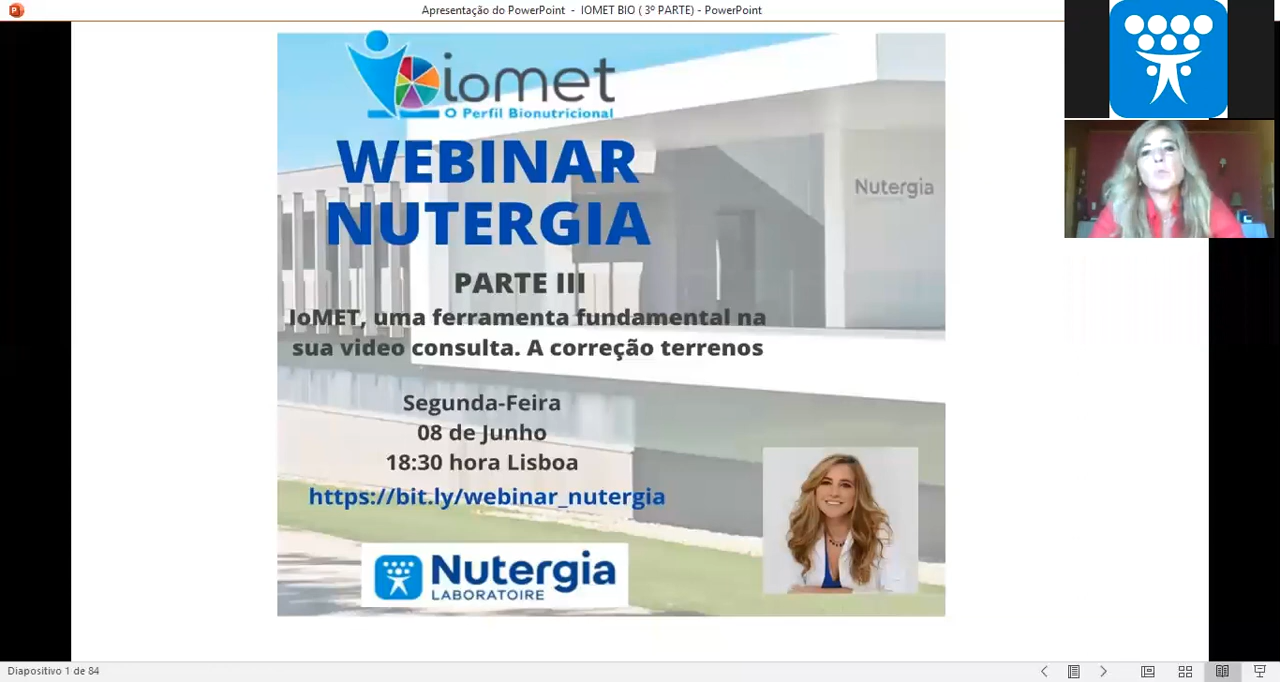 Apresentação do PowerPoint - IOMET BIO ( 3º PARTE) - PowerPoint
iomet
O Perfil Bionutricional
WEBINAR
NUTERGIA
Nutergia
PARTE III
IoMET, uma ferramenta fundamental na
sua video consulta. A correção terrenos
Segunda-Feira
08 de Junho
18:30 hora Lisboa
https://bit.ly/webinar_nutergia
Nutergia
LABORATOIRE
Diapositivo 1 de 84